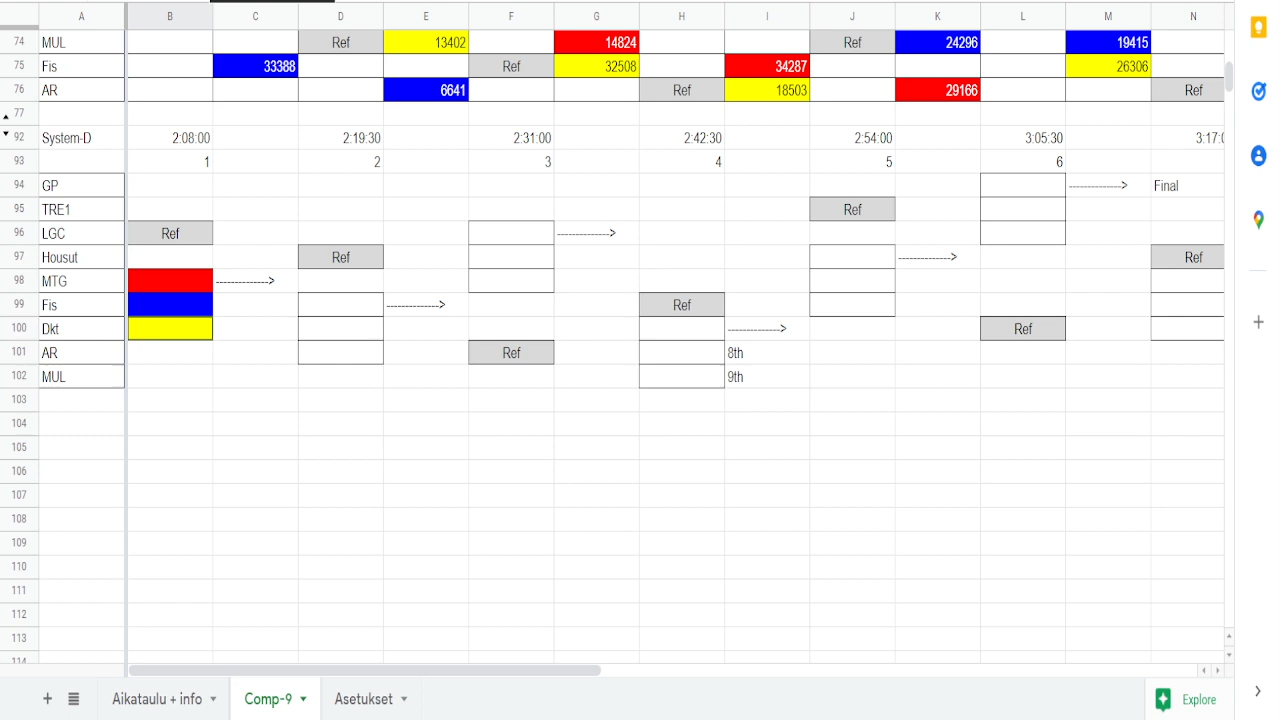 A B C D E F G H I J K L M N
74 MUL Ref 13402 14824 Ref 24296 19415
75 Fis 33388 Ref 32508 34287 26306
76 AR 6641 Ref 18503 29166 Ref
77
92 System-D 2:08:00 2:19:30 2:31:00 2:42:30 2:54:00 3:05:30 3:17:0
93 1 2 3 4 5 6
94 GP --------------> Final
95 TRE1 Ref
96 LGC Ref -------------->
97 Housut Ref --------------> Ref
98 MTG -------------->
99 Fis --------------> Ref
100 Dkt --------------> Ref
101 AR Ref 8th
102 MUL 9th
103
104
105
106
107
108
109
110
111
112
113
114
Aikataulu + info Comp-9 Asetukset Explore